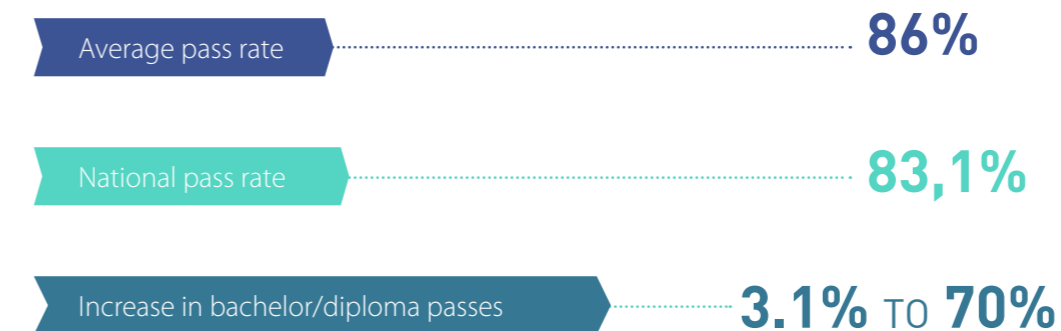 Average pass rate 86%
National pass rate 83,1%
Increase in bachelor/diploma passes 3.1% TO 70%